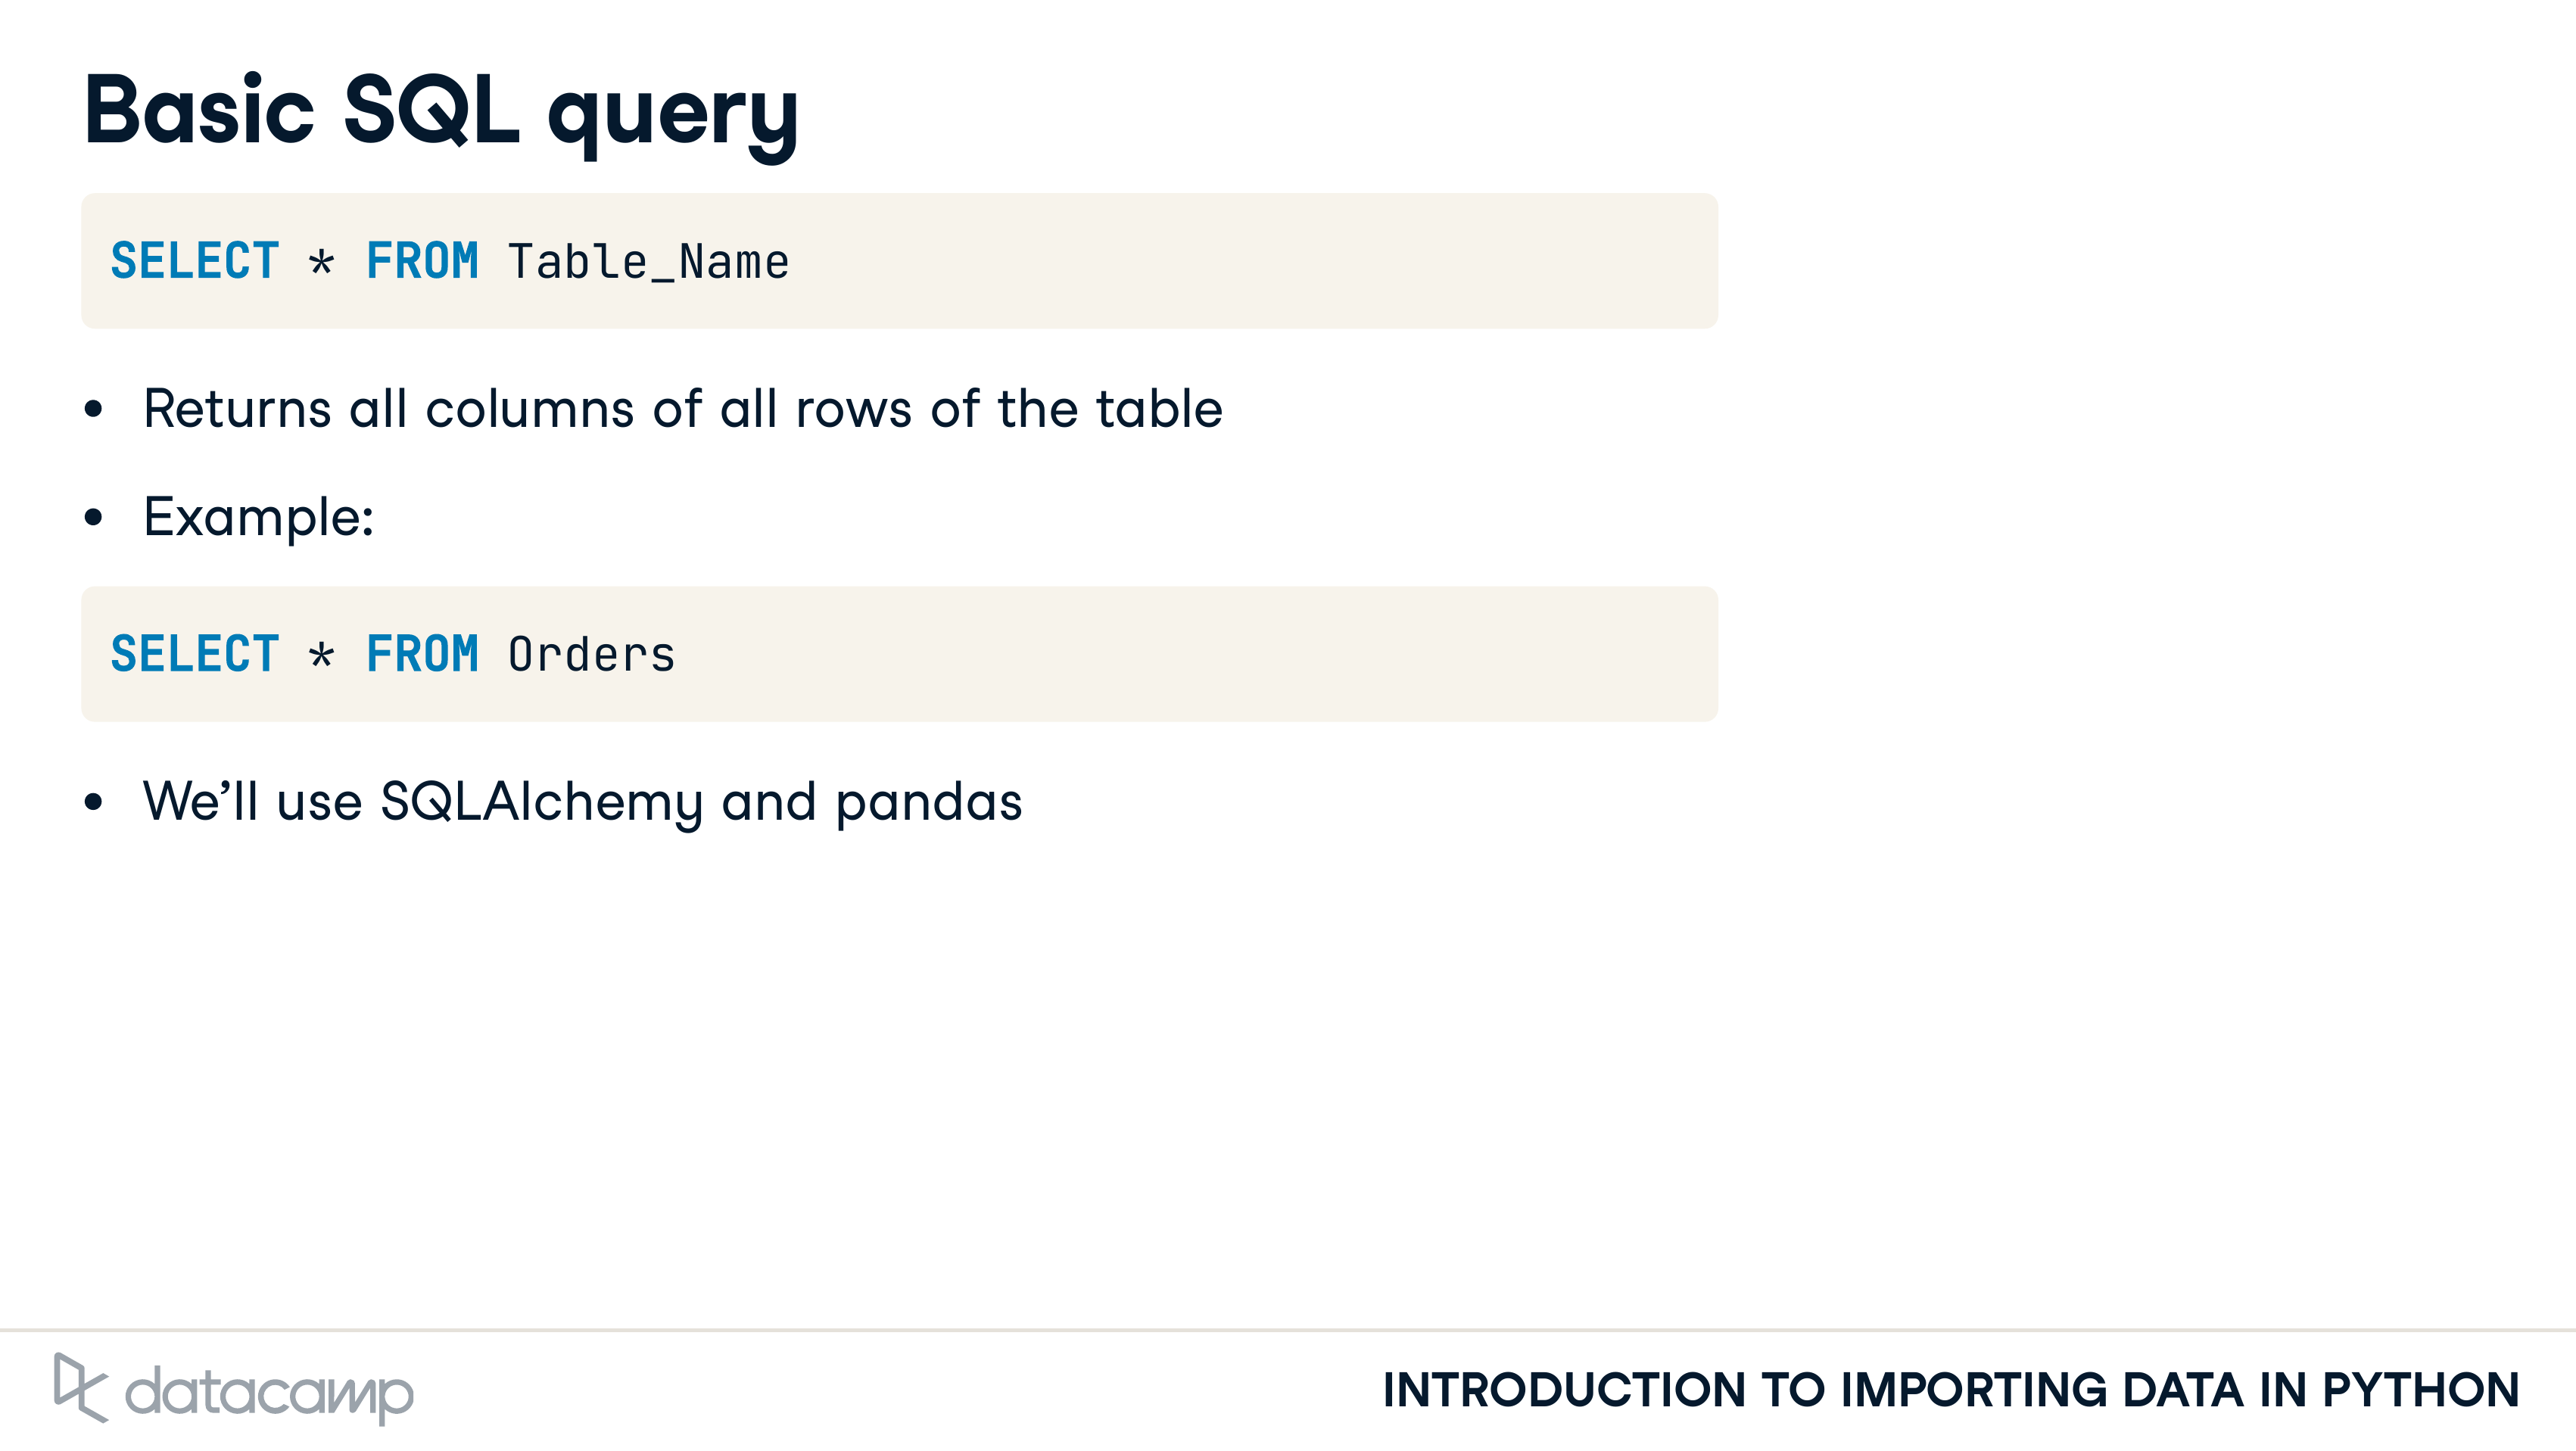 Basic SQL query
SELECT * FROM Table_Name
• Returns all columns of all rows of the table
• Example:
SELECT * FROM Orders
• We’ll use SQLAlchemy and pandas
datacamp
INTRODUCTION TO IMPORTING DATA IN PYTHON